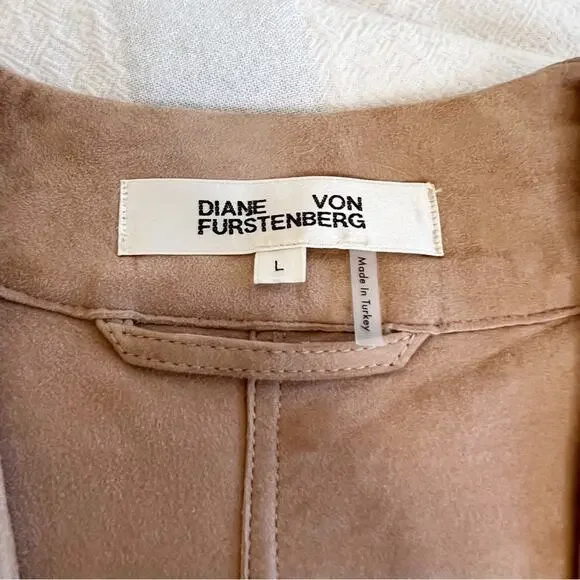 DIANE VON
FURSTENBERG
L
Made In Turkey